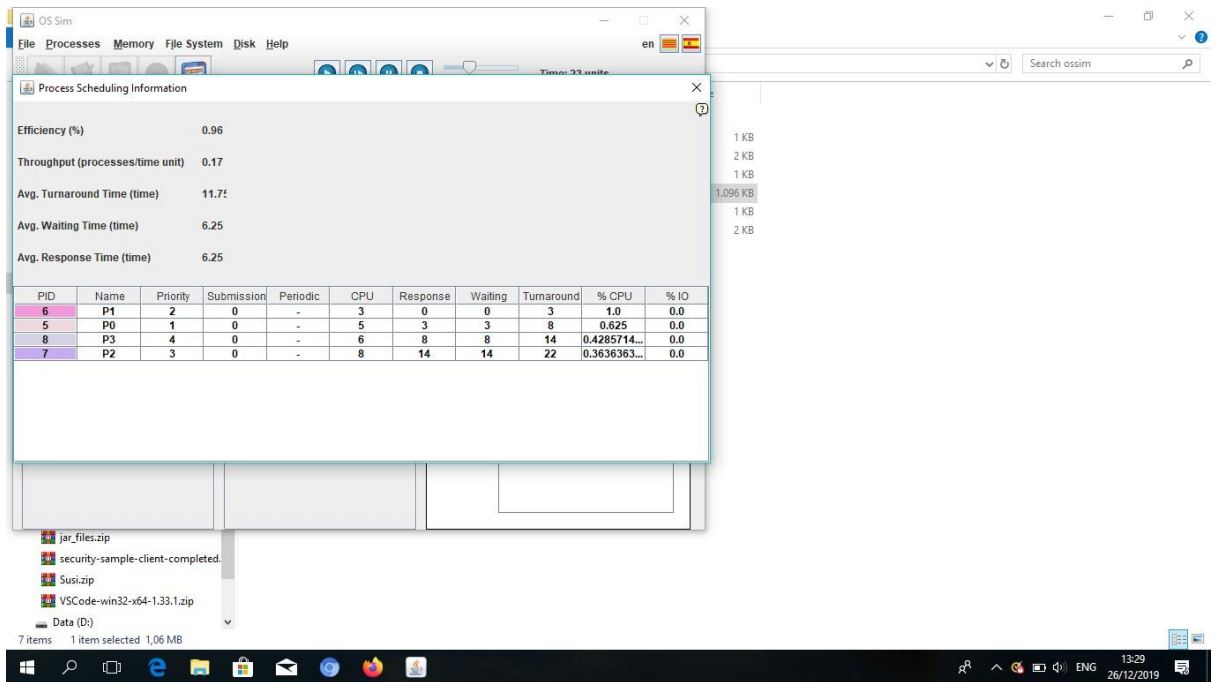 OS Sim
File Processes Memory File System Disk Help en
Time: 23 units
Search ossim
Process Scheduling Information
Efficiency (%) 0.96
Throughput (processes/time unit) 0.17
Avg. Turnaround Time (time)
Avg. Waiting Time (time) 6.25
Avg. Response Time (time) 6.25
1 KB
2 KB
1 KB
1.096 KB
1 KB
2 KB
PID Name Priority Submission Periodic CPU Response Waiting Turnaround % CPU % IO
6 P1 2 0 - 3 0 0 3 1.0 0.0
5 P0 1 0 - 5 3 3 8 0.625 0.0
8 P3 4 0 - 6 8 8 14 0.4285714... 0.0
7 P2 3 0 - 8 14 14 22 0.3636363... 0.0
jar_files.zip
security-sample-client-completed.
Susi.zip
VSCode-win32-x64-1.33.1.zip
Data (D:)
7 items 1 item selected 1,06 MB
ENG
13:29
26/12/2019